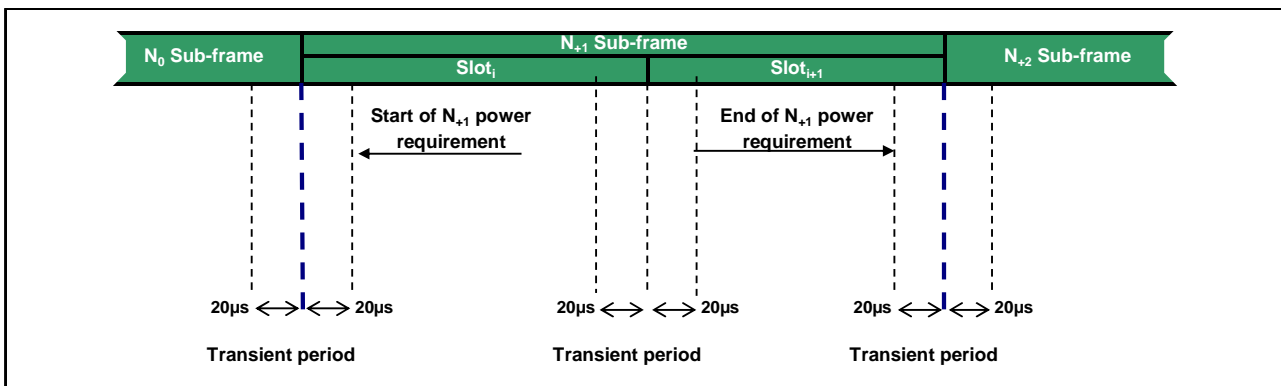 N+1 Sub-frame
N0 Sub-frame
N+2 Sub-frame
Sloti
Sloti+1
Start of N+1 power
requirement
End of N+1 power
requirement
20µs
20µs
20µs
20µs
20µs
20µs
Transient period
Transient period
Transient period